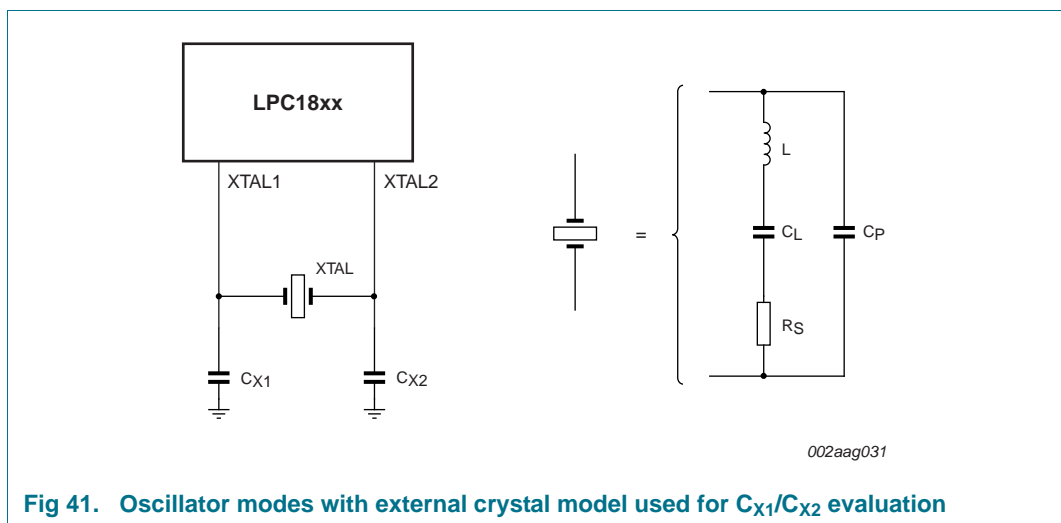 LPC18xx
XTAL1
XTAL2
XTAL
CX1
CX2
=
L
CL
CP
RS
002aag031
Fig 41. Oscillator modes with external crystal model used for CX1/CX2 evaluation